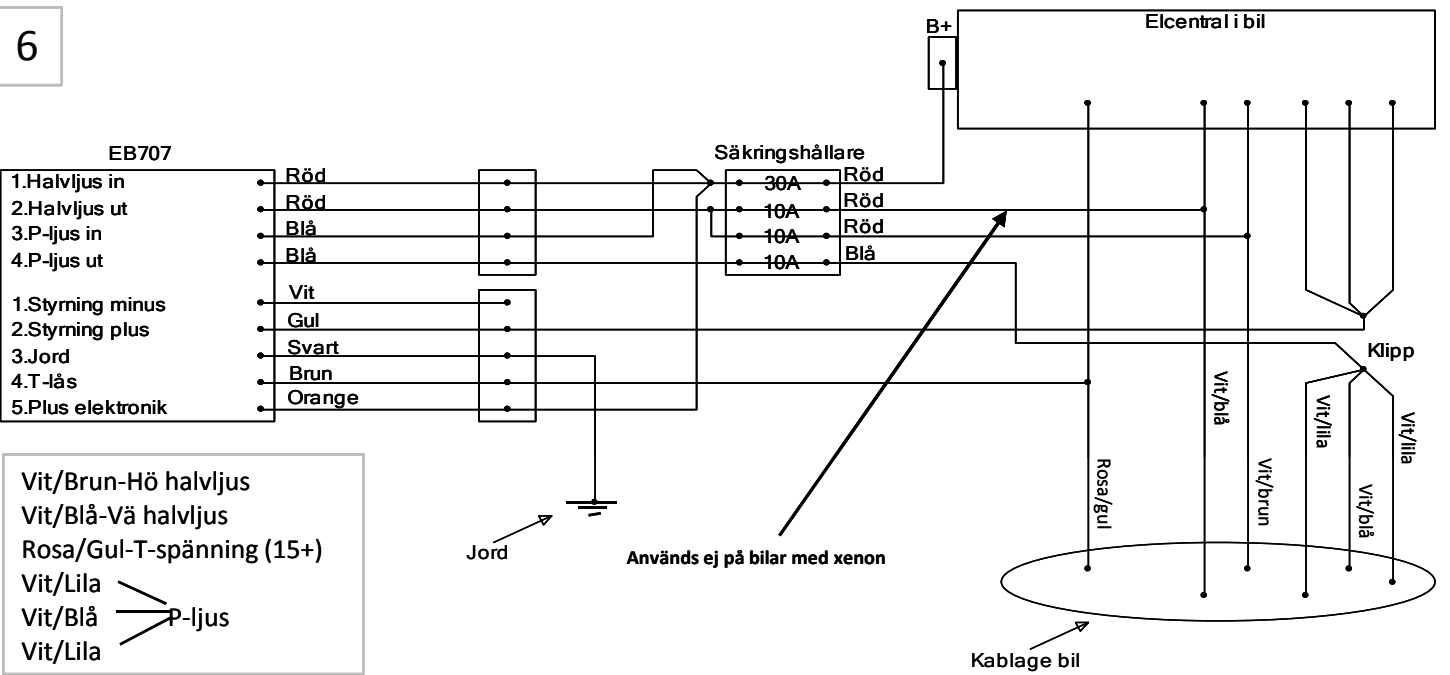 6
B+
Elcentral i bil
EB707
Säkringshållare
1.Halvljus in
Röd
30A
Röd
2.Halvljus ut
Röd
10A
Röd
3.P-ljus in
Blå
10A
Röd
4.P-ljus ut
Blå
10A
Blå
1.Styrning minus
Vit
2.Styrning plus
Gul
3.Jord
Svart
4.T-lås
Brun
5.Plus elektronik
Orange
Klipp
Rosa/gul
Vit/blå
Vit/brun
Vit/lila
Vit/blå
Vit/lila
Vit/Brun-Hö halvljus
Vit/Blå-Vä halvljus
Rosa/Gul-T-spänning (15+)
Vit/Lila
Vit/Blå
P-ljus
Vit/Lila
Jord
Används ej på bilar med xenon
Kablage bil